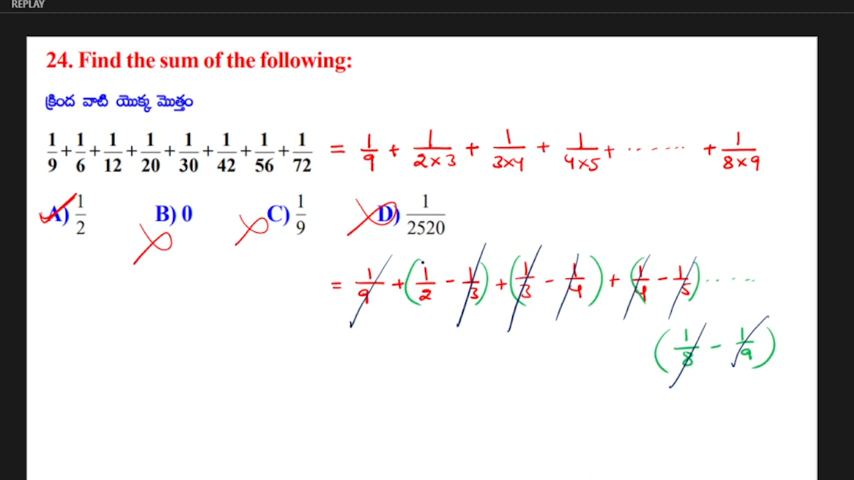 REPLAY
24. Find the sum of the following:
క్రింద వాటి యొక్క మొత్తం
1/9 + 1/6 + 1/12 + 1/20 + 1/30 + 1/42 + 1/56 + 1/72 = 1/9 + 1/(2×3) + 1/(3×4) + 1/(4×5) + ...... + 1/(8×9)
A) 1/2 B) 0 C) 1/9 D) 1/2520
= 1/9 + (1/2 - 1/3) + (1/3 - 1/4) + (1/4 - 1/5) ....
(1/8 - 1/9)